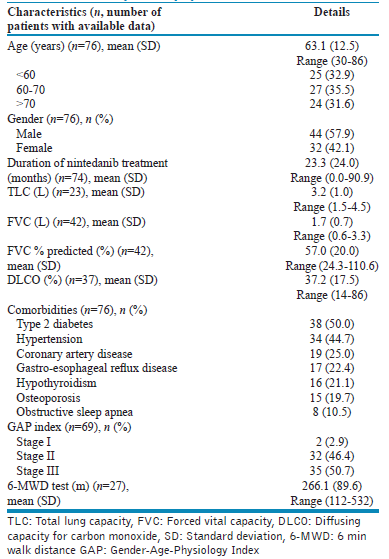 Characteristics (n, number of Details
patients with available data)
Age (years) (n=76), mean (SD) 63.1 (12.5)
Range (30-86)
<60 25 (32.9)
60-70 27 (35.5)
>70 24 (31.6)
Gender (n=76), n (%)
Male 44 (57.9)
Female 32 (42.1)
Duration of nintedanib treatment 23.3 (24.0)
(months) (n=74), mean (SD) Range (0.0-90.9)
TLC (L) (n=23), mean (SD) 3.2 (1.0)
Range (1.5-4.5)
FVC (L) (n=42), mean (SD) 1.7 (0.7)
Range (0.6-3.3)
FVC % predicted (%) (n=42), 57.0 (20.0)
mean (SD) Range (24.3-110.6)
DLCO (%) (n=37), mean (SD) 37.2 (17.5)
Range (14-86)
Comorbidities (n=76), n (%)
Type 2 diabetes 38 (50.0)
Hypertension 34 (44.7)
Coronary artery disease 19 (25.0)
Gastro-esophageal reflux disease 17 (22.4)
Hypothyroidism 16 (21.1)
Osteoporosis 15 (19.7)
Obstructive sleep apnea 8 (10.5)
GAP index (n=69), n (%)
Stage I 2 (2.9)
Stage II 32 (46.4)
Stage III 35 (50.7)
6-MWD test (m) (n=27), 266.1 (89.6)
mean (SD) Range (112-532)
TLC: Total lung capacity, FVC: Forced vital capacity, DLCO: Diffusing
capacity for carbon monoxide, SD: Standard deviation, 6-MWD: 6 min
walk distance GAP: Gender-Age-Physiology Index